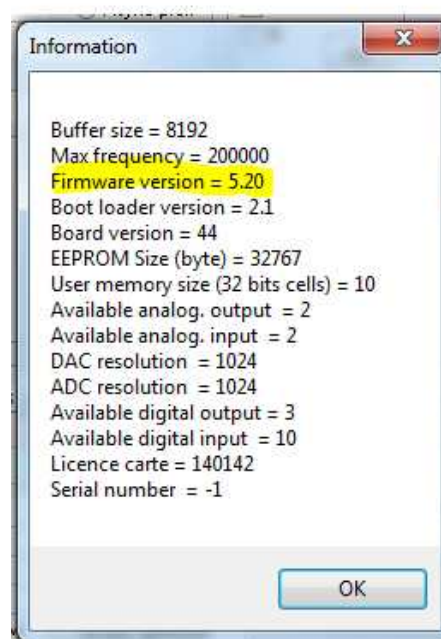 Information
Buffer size = 8192
Max frequency = 200000
Firmware version = 5.20
Boot loader version = 2.1
Board version = 44
EEPROM Size (byte) = 32767
User memory size (32 bits cells) = 10
Available analog. output  = 2
Available analog. input  = 2
DAC resolution  = 1024
ADC resolution  = 1024
Available digital output = 3
Available digital input  = 10
Licence carte = 140142
Serial number  = -1
OK